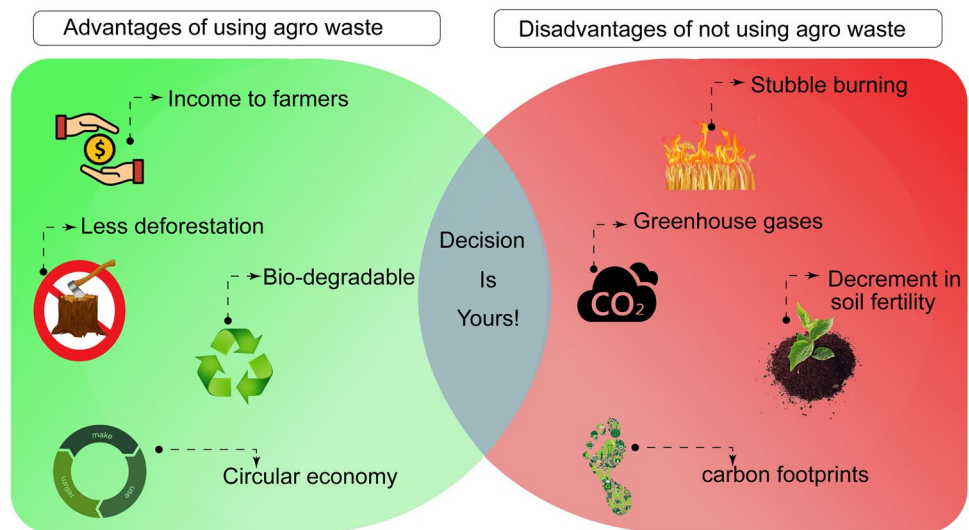 Advantages of using agro waste
Disadvantages of not using agro waste
Income to farmers
Less deforestation
Bio-degradable
make
use
return
Circular economy
Decision
Is
Yours!
Stubble burning
Greenhouse gases
CO2
Decrement in
soil fertility
carbon footprints